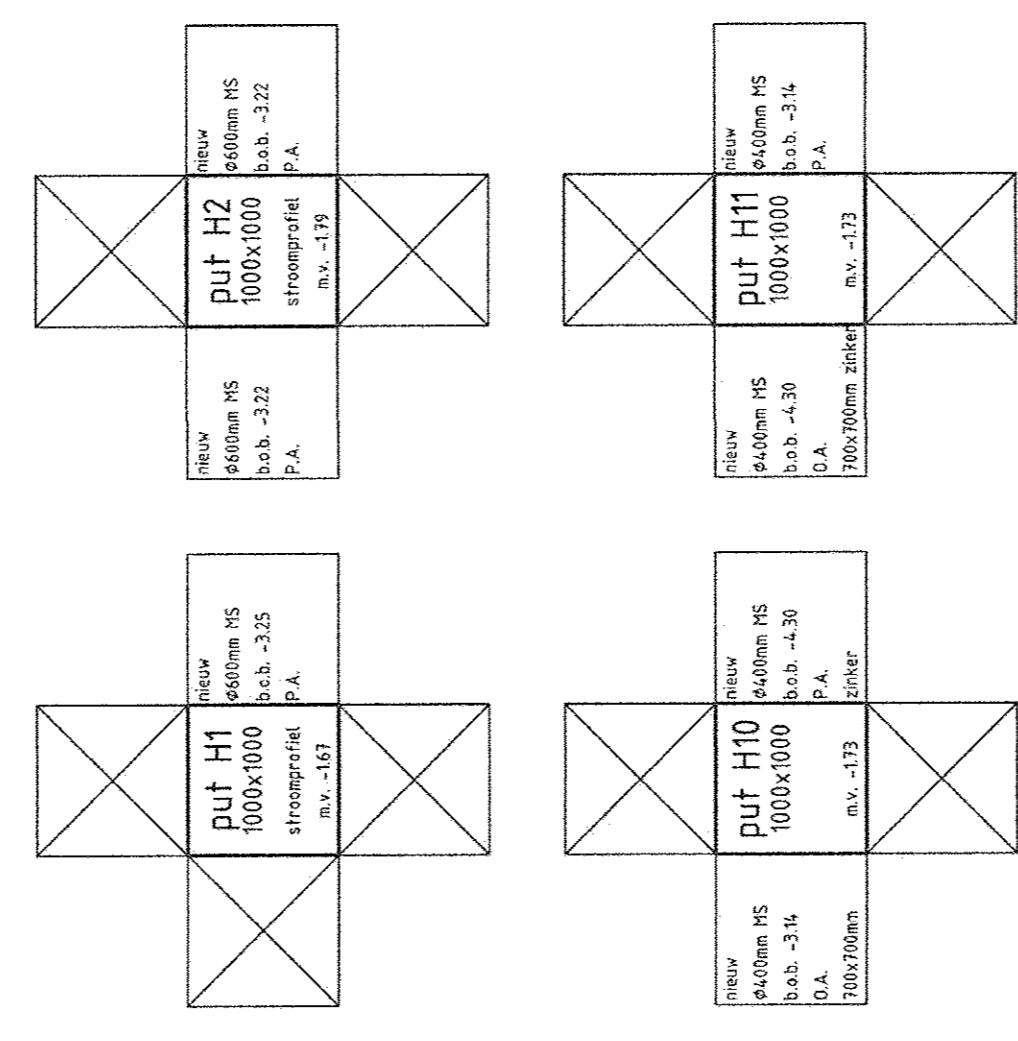 nieuw
ø600mm MS
b.o.b. -3.22
P.A.
put H2
1000x1000
stroomprofiel
m.v. -1.79
nieuw
ø600mm MS
b.o.b. -3.22
P.A.
nieuw
ø400mm MS
b.o.b. -3.14
P.A.
put H11
1000x1000
m.v. -1.73
nieuw
ø400mm MS
b.o.b. -4.30
O.A.
700x700mm zinker
nieuw
ø600mm MS
b.o.b. -3.25
P.A.
put H1
1000x1000
stroomprofiel
m.v. -1.67
nieuw
ø400mm MS
b.o.b. -4.30
P.A.
zinker
put H10
1000x1000
m.v. -1.73
nieuw
ø400mm MS
b.o.b. -3.14
O.A.
700x700mm